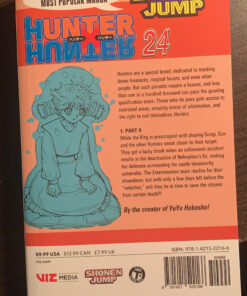 MOST POPULAR MANGA
JUMP
HUNTER
ハンター×ハンター
HUNTER 24
Hunters are a special breed, dedicated to tracking
down treasures, magical beasts, and even other
people. But such pursuits require a license, and less
than one in a hundred thousand can pass the grueling
qualification exam. Those who do pass gain access to
restricted areas, amazing stores of information, and
the right to call themselves Hunters.
1: PART 4
While the King is preoccupied with playing Gungi, Gon
and the other Hunters sneak closer to their target.
They get a lucky break when an unforeseen accident
results in the deactivation of Neferpitou's En, making
the defenses surrounding the castle temporarily
vulnerable. The Extermination team readies for their
showdown, but with only a few days left before the
"selection," will they be in time to save the citizens
from certain death?!
By the creator of YuYu Hakusho!
$9.99 USA $12.99 CAN £7.99 UK
viz.com
ISBN-13: 978-1-4215-2216-6
VIZ MEDIA
SHONEN JUMP
T